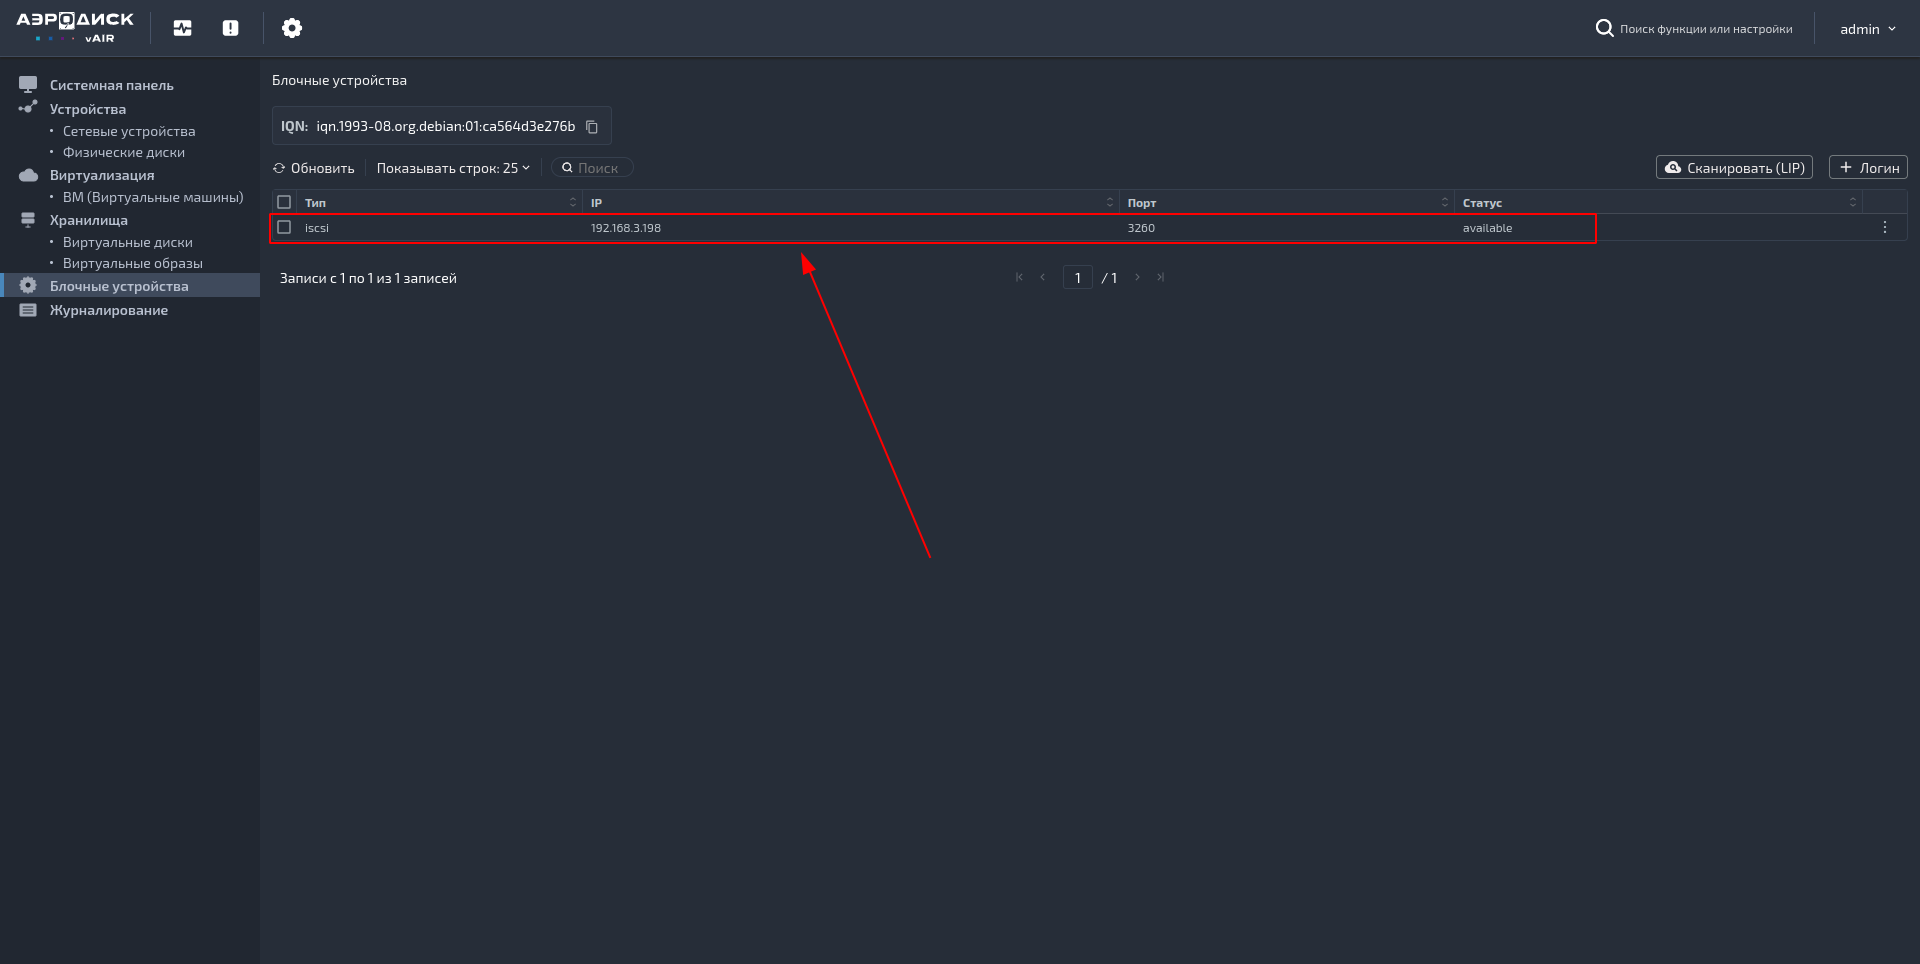 АЭРОДИСК
vAIR
Поиск функции или настройки
admin
Системная панель
Устройства
Сетевые устройства
Физические диски
Виртуализация
ВМ (Виртуальные машины)
Хранилища
Виртуальные диски
Виртуальные образы
Блочные устройства
Журналирование
Блочные устройства
IQN: iqn.1993-08.org.debian:01:ca564d3e276b
Обновить Показывать строк: 25 Поиск Сканировать (LIP) + Логин
Тип IP Порт Статус
iscsi 192.168.3.198 3260 available
Записи с 1 по 1 из 1 записей 1 / 1